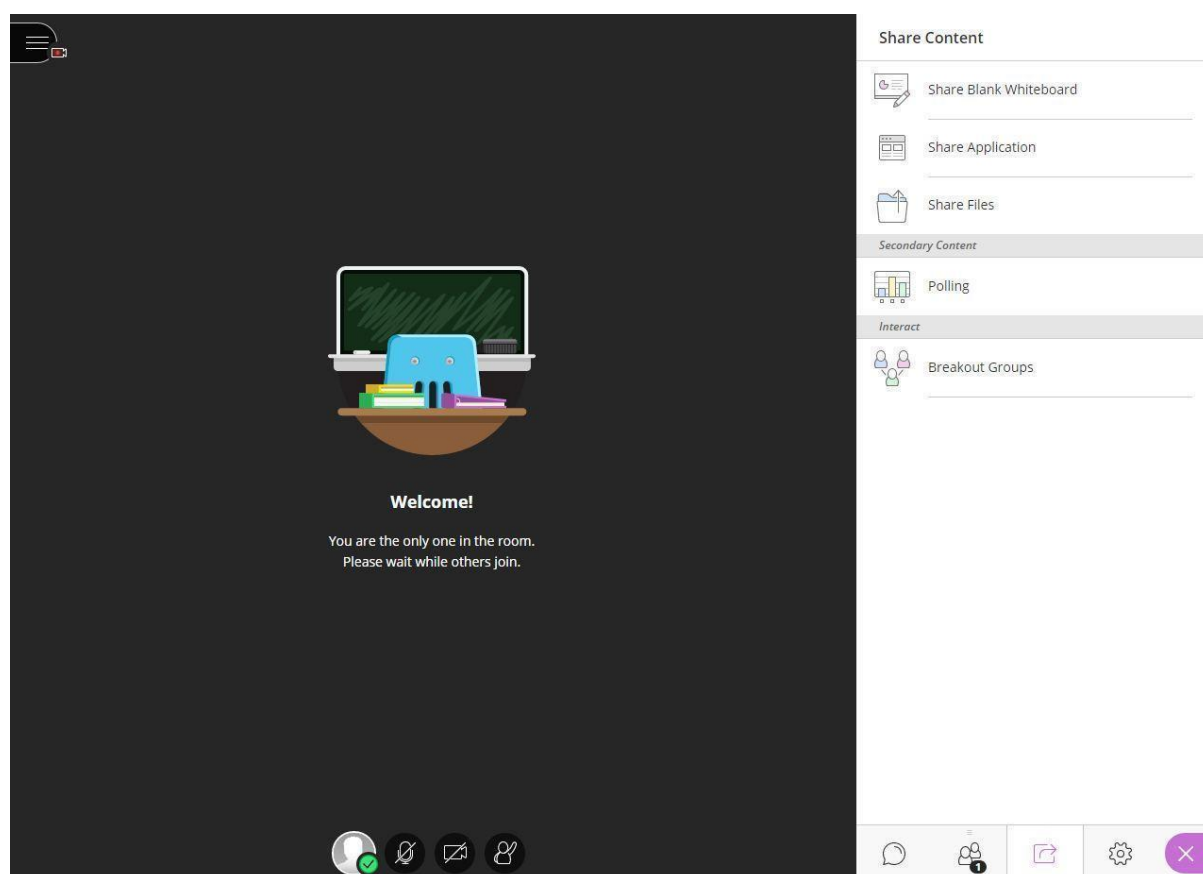 Share Content
Share Blank Whiteboard
Share Application
Share Files
Secondary Content
Polling
Interact
Breakout Groups
Welcome!
You are the only one in the room.
Please wait while others join.
1